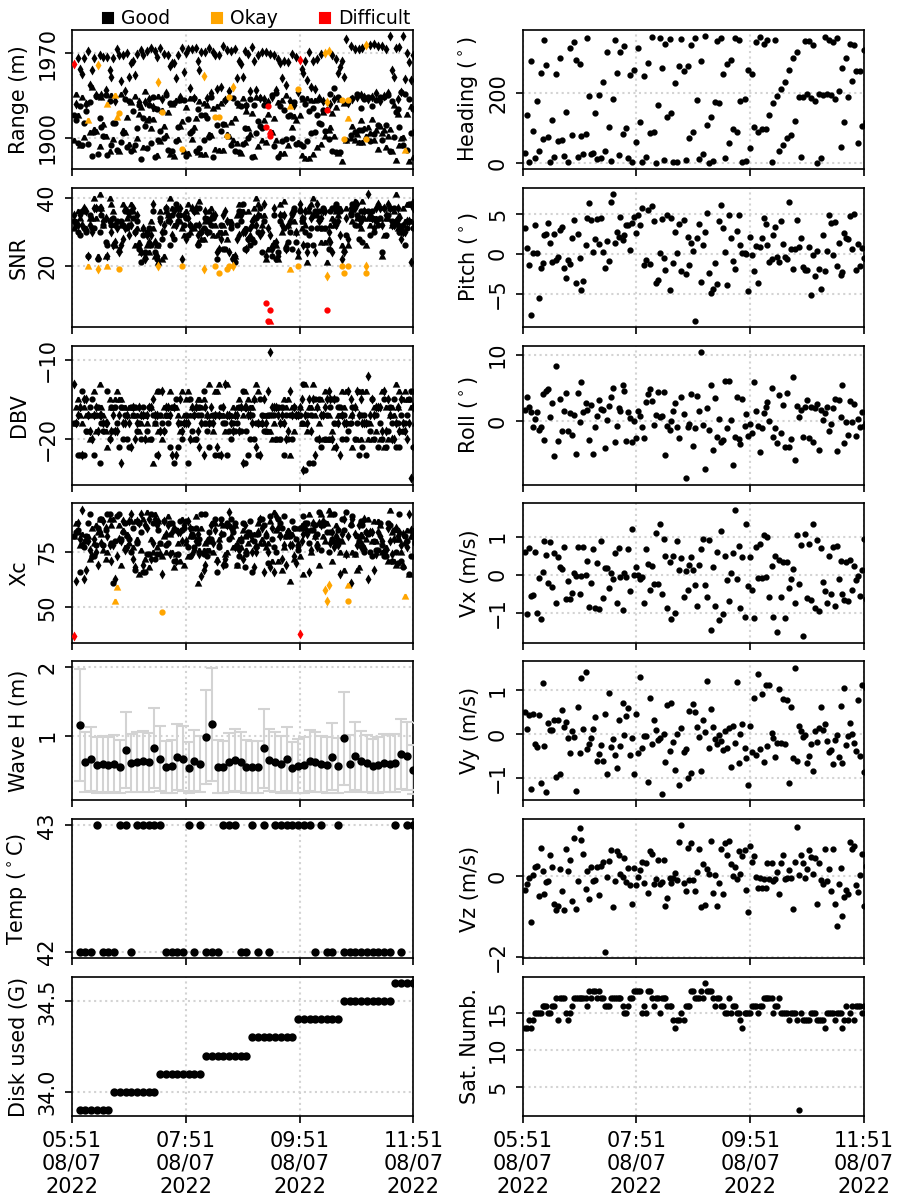 Good Okay Difficult
Range (m)
1970
1900
Heading (°)
200
0
SNR
40
20
Pitch (°)
5
0
−5
DBV
−10
−20
Roll (°)
10
0
Xc
75
50
Vx (m/s)
1
0
−1
Wave H (m)
2
1
Vy (m/s)
1
0
−1
Temp (°C)
43
42
Vz (m/s)
0
−2
Disk used (G)
34.5
34.0
Sat. Numb.
15
10
5
05:51 07:51 09:51 11:51 05:51 07:51 09:51 11:51
08/07 08/07 08/07 08/07 08/07 08/07 08/07 08/07
2022 2022 2022 2022 2022 2022 2022 2022